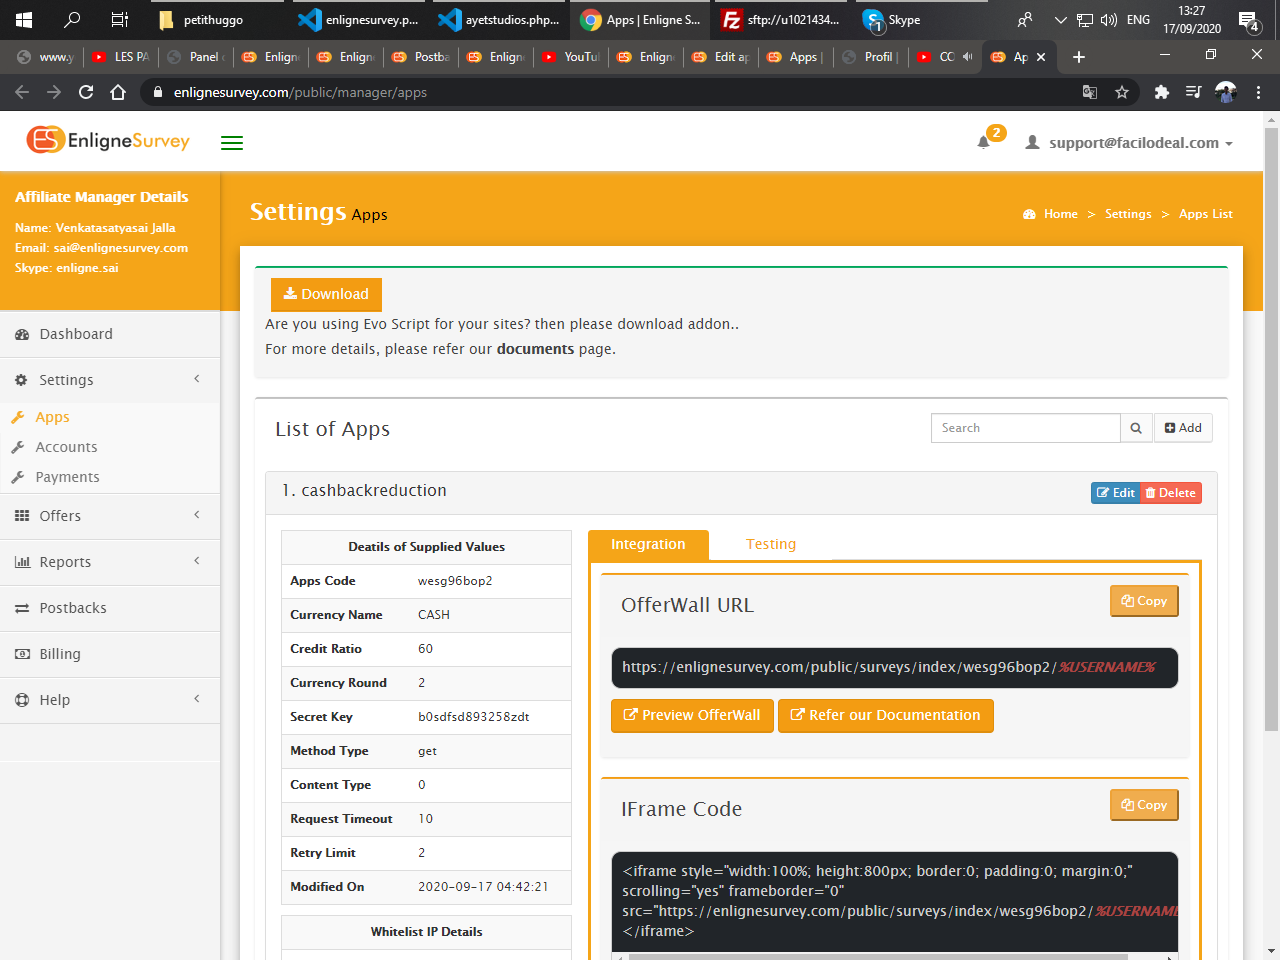 petithuggo
enlignesurvey.p...
ayetstudios.php...
Apps | Enligne S...
sftp://u1021434...
Skype
1
ENG
13:27
17/09/2020
4
www.y
LES PA
Panel d
Enligne
Enligne
Postba
Enligne
YouTu
Enligne
Edit ap
Apps |
Profil |
CO
Ap
enlignesurvey.com/public/manager/apps
EnligneSurvey
2
support@facilodeal.com
Affiliate Manager Details
Name: Venkatasatyasai Jalla
Email: sai@enlignesurvey.com
Skype: enligne.sai
Settings Apps
Home > Settings > Apps List
Dashboard
Settings
Apps
Accounts
Payments
Offers
Reports
Postbacks
Billing
Help
Download
Are you using Evo Script for your sites? then please download addon..
For more details, please refer our documents page.
List of Apps
Search
Add
1. cashbackreduction
Edit
Delete
Deatils of Supplied Values
Apps Code wesg96bop2
Currency Name CASH
Credit Ratio 60
Currency Round 2
Secret Key b0sdfsd893258zdt
Method Type get
Content Type 0
Request Timeout 10
Retry Limit 2
Modified On 2020-09-17 04:42:21
Whitelist IP Details
Integration
Testing
OfferWall URL
Copy
https://enlignesurvey.com/public/surveys/index/wesg96bop2/%USERNAME%
Preview OfferWall
Refer our Documentation
IFrame Code
Copy
<iframe style="width:100%; height:800px; border:0; padding:0; margin:0;"
scrolling="yes" frameborder="0"
src="https://enlignesurvey.com/public/surveys/index/wesg96bop2/%USERNAME
</iframe>